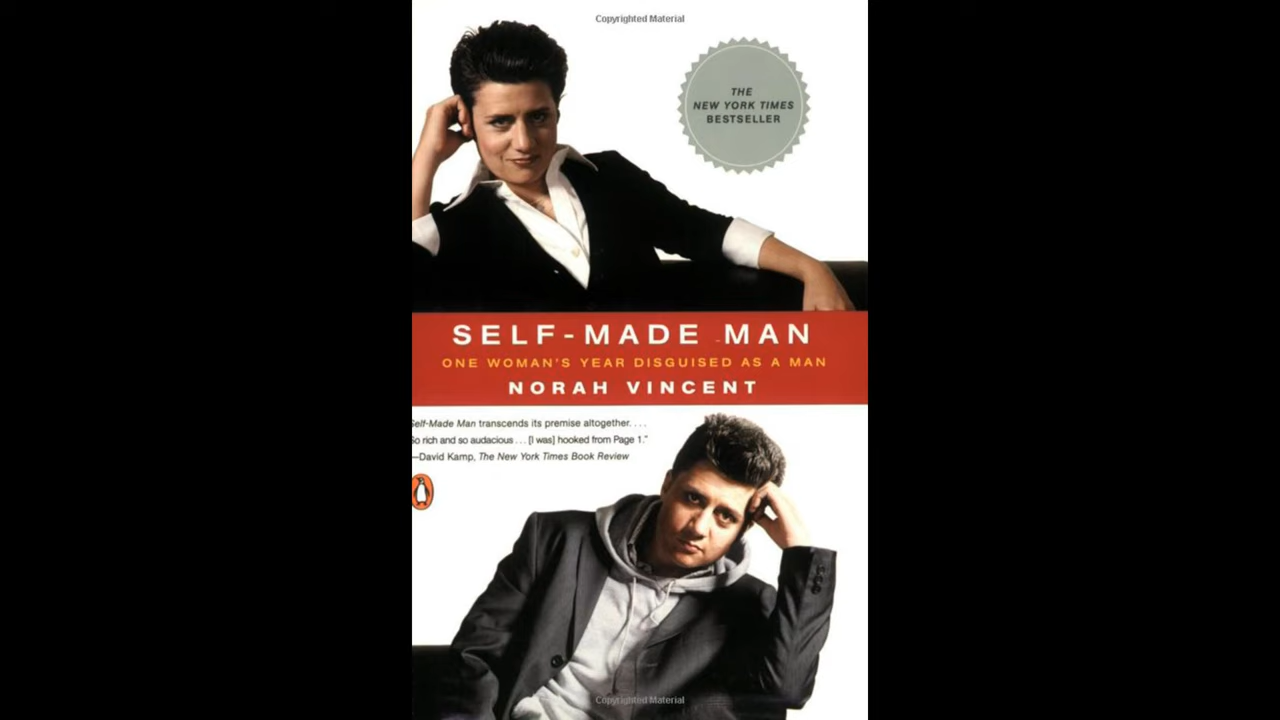 Copyrighted Material
THE
NEW YORK TIMES
BESTSELLER
SELF-MADE MAN
ONE WOMAN'S YEAR DISGUISED AS A MAN
NORAH VINCENT
Self-Made Man transcends its premise altogether. . . .
So rich and so audacious . . . [I was] hooked from Page 1."
—David Kamp, The New York Times Book Review
Copyrighted Material